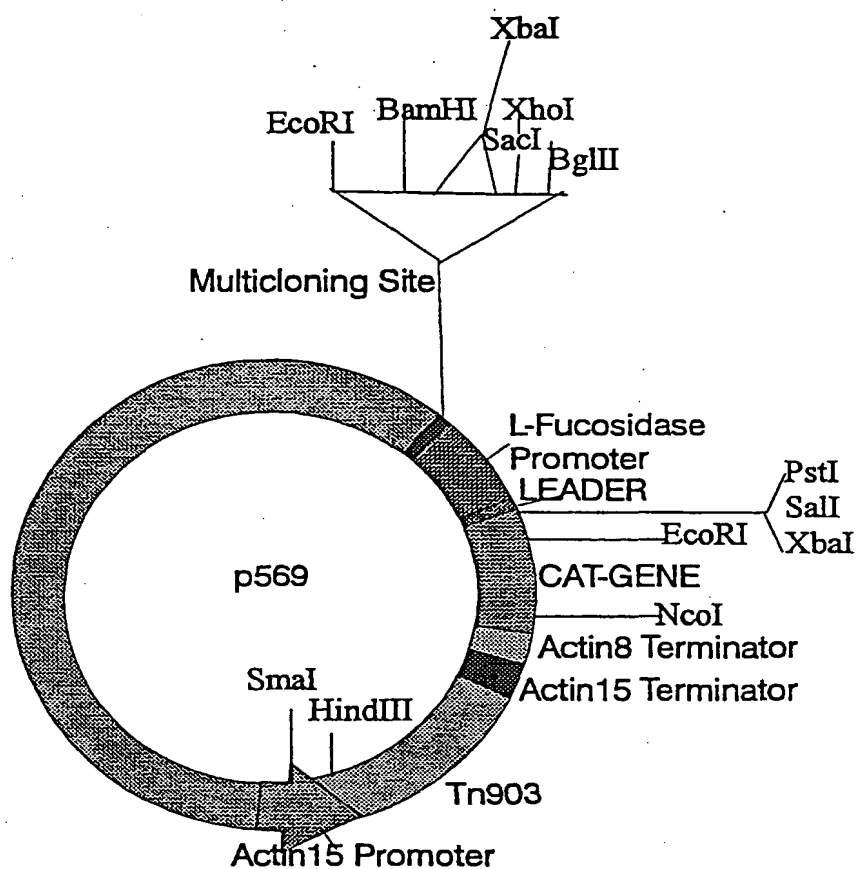 XbaI
EcoRI
BamHI
XhoI
SacI
BglII
Multicloning Site
L-Fucosidase
Promoter
LEADER
PstI
SalI
XbaI
EcoRI
p569
CAT-GENE
NcoI
Actin8 Terminator
Actin15 Terminator
SmaI
HindIII
Tn903
Actin15 Promoter